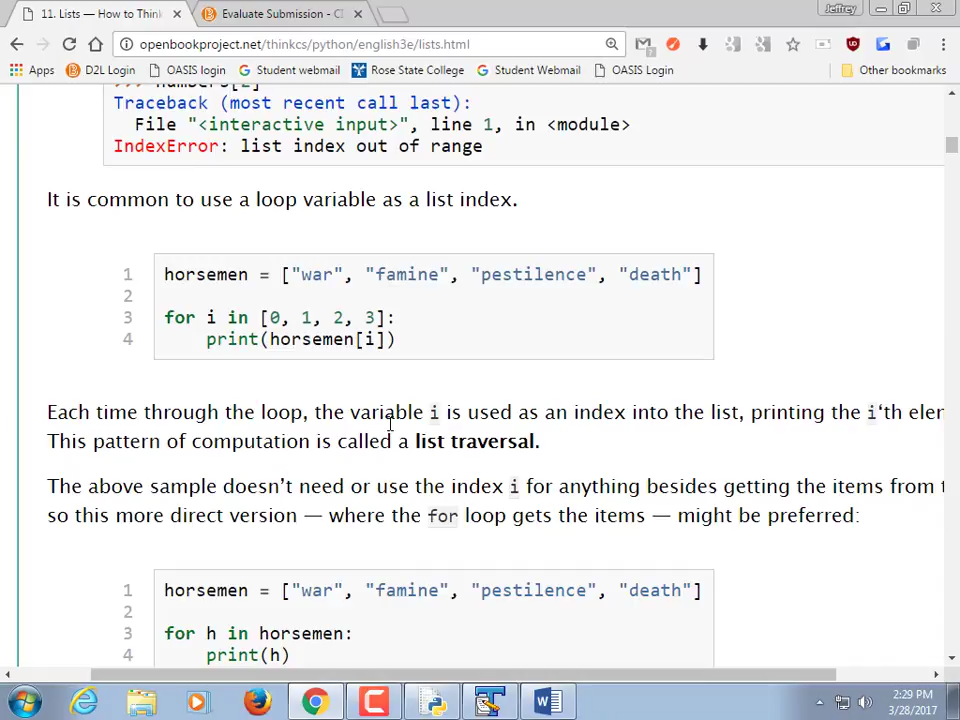 11. Lists — How to Think
Evaluate Submission - C
Jeffrey
openbookproject.net/thinkcs/python/english3e/lists.html
Apps
D2L Login
OASIS login
Student webmail
Rose State College
Student Webmail
OASIS Login
Other bookmarks
>>> numbers[2]
Traceback (most recent call last):
File "<interactive input>", line 1, in <module>
IndexError: list index out of range
It is common to use a loop variable as a list index.
1 horsemen = ["war", "famine", "pestilence", "death"]
2
3 for i in [0, 1, 2, 3]:
4 print(horsemen[i])
Each time through the loop, the variable i is used as an index into the list, printing the i‘th elen
This pattern of computation is called a list traversal.
The above sample doesn’t need or use the index i for anything besides getting the items from t
so this more direct version — where the for loop gets the items — might be preferred:
1 horsemen = ["war", "famine", "pestilence", "death"]
2
3 for h in horsemen:
4 print(h)
2:29 PM
3/28/2017